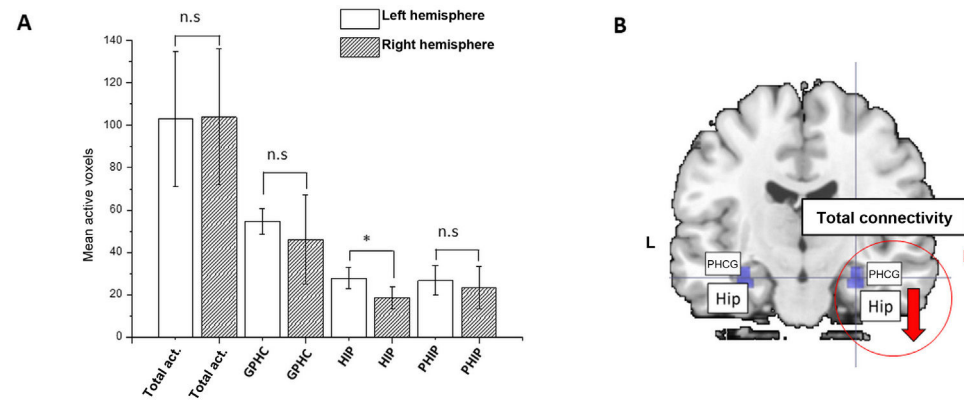 A
n.s
Left hemisphere
Right hemisphere
B
140
120
100
80
60
40
20
0
Mean active voxels
n.s
*
n.s
Total act.
Total act.
GPHC
GPHC
HIP
HIP
PHIP
PHIP
Total connectivity
L
PHCG
PHCG
Hip
Hip